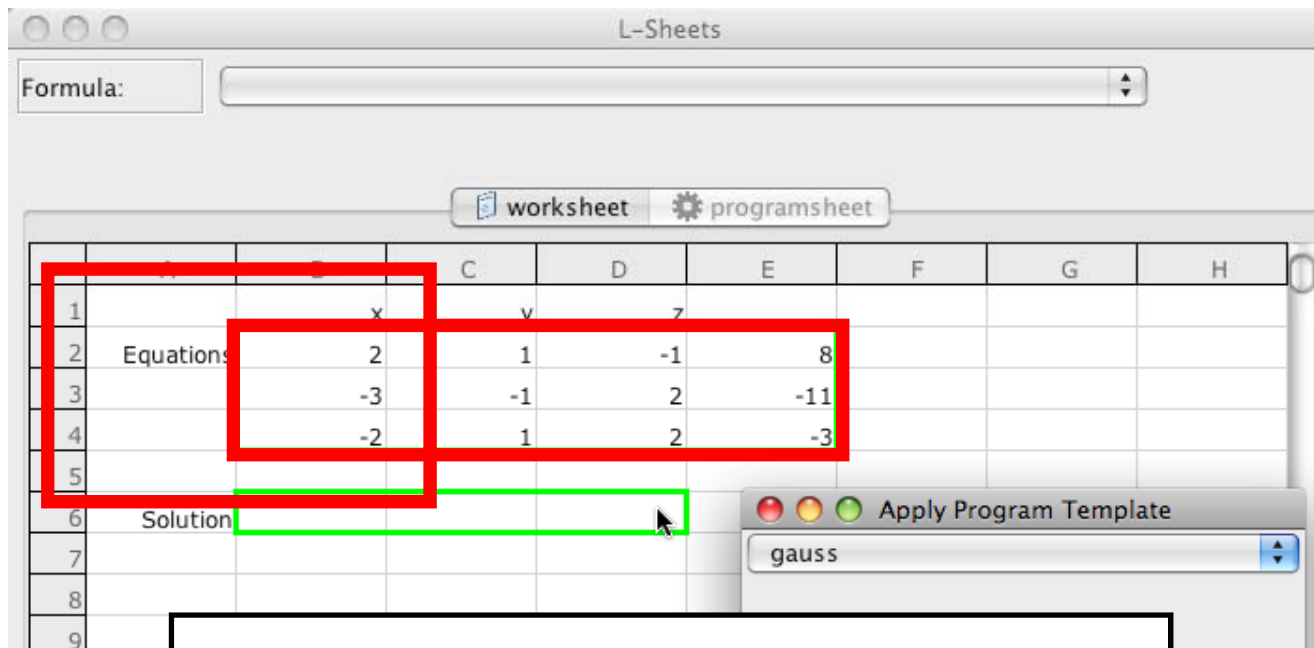 L-Sheets
Formula:
worksheet programsheet
C D E F G H
1 x y z
2 Equations 2 1 -1 8
3 -3 -1 2 -11
4 -2 1 2 -3
5
6 Solution
Apply Program Template
7
gauss
8
9